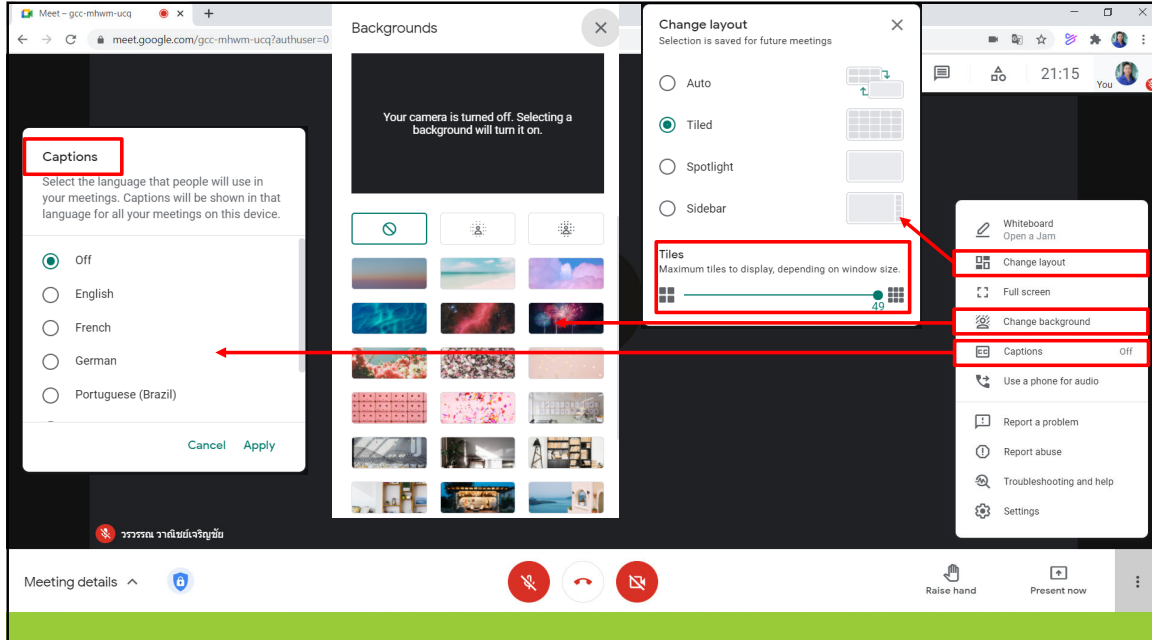 Meet – gcc-mhwm-ucq
meet.google.com/gcc-mhwm-ucq?authuser=0
21:15
You
Captions
Select the language that people will use in
your meetings. Captions will be shown in that
language for all your meetings on this device.
Off
English
French
German
Portuguese (Brazil)
Cancel Apply
Backgrounds
Your camera is turned off. Selecting a
background will turn it on.
Change layout
Selection is saved for future meetings
Auto
Tiled
Spotlight
Sidebar
Tiles
Maximum tiles to display, depending on window size.
49
Whiteboard
Open a Jam
Change layout
Full screen
Change background
CC Captions Off
Use a phone for audio
Report a problem
Report abuse
Troubleshooting and help
Settings
วรวรรณ วาณิชย์เจริญชัย
Meeting details
Raise hand
Present now